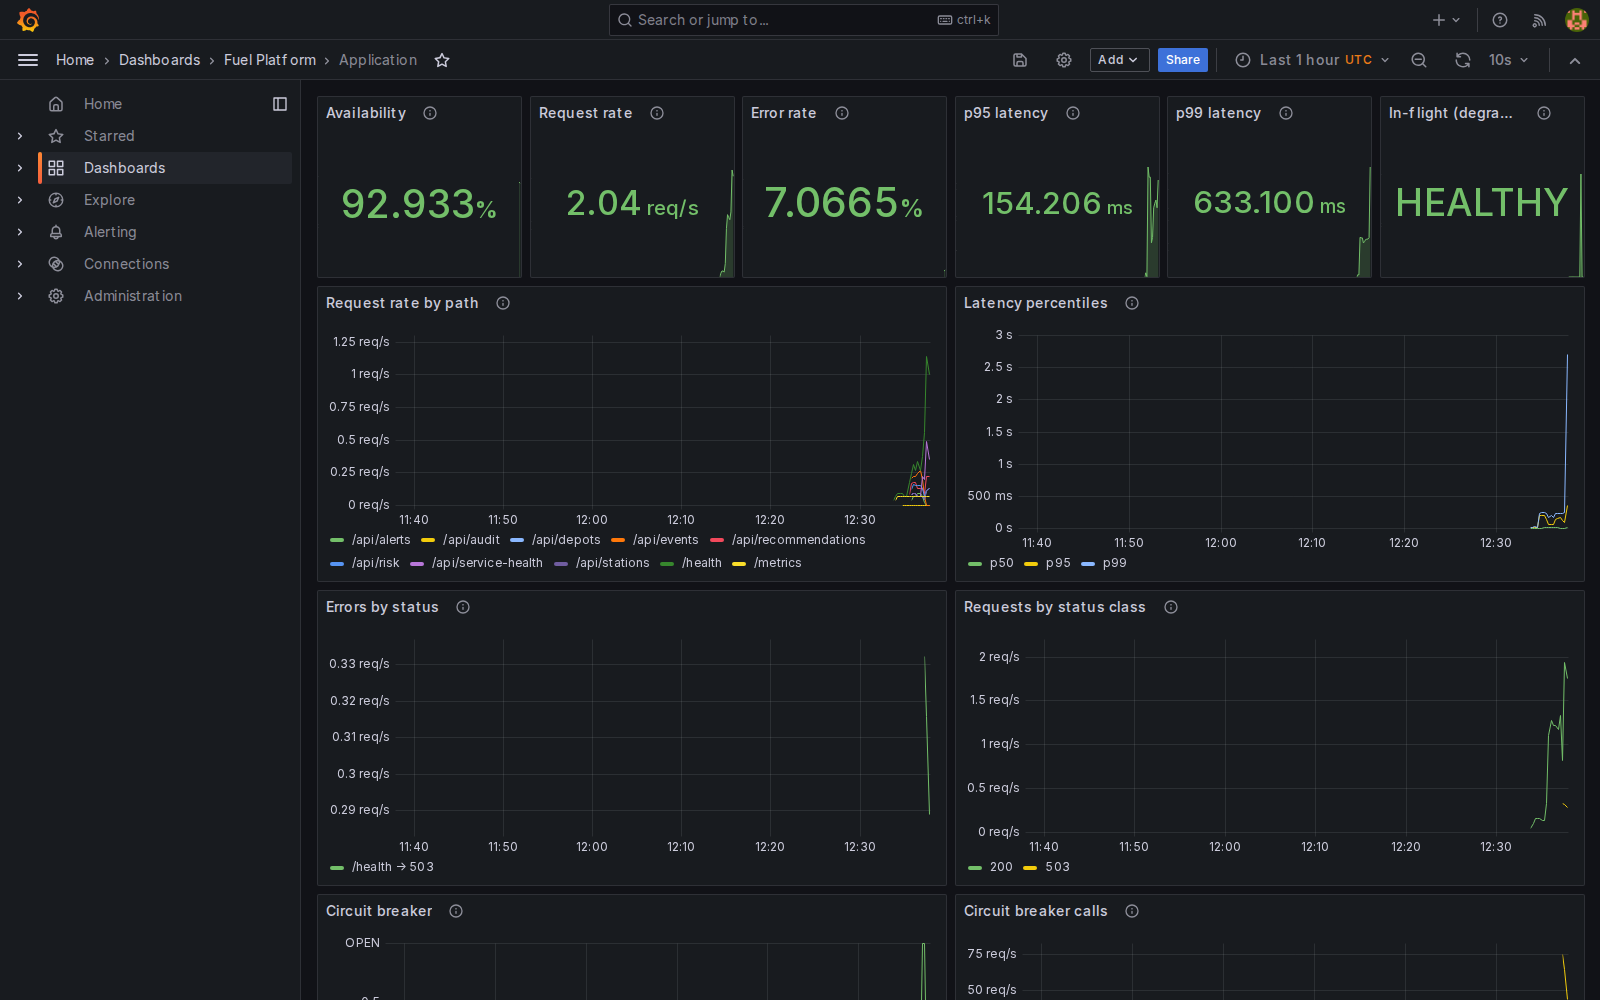 Search or jump to...
ctrl+k
Home › Dashboards › Fuel Platform › Application
Add
Share
Last 1 hour UTC
10s
Home
Starred
Dashboards
Explore
Alerting
Connections
Administration
Availability
92.933%
Request rate
2.04 req/s
Error rate
7.0665%
p95 latency
154.206 ms
p99 latency
633.100 ms
In-flight (degra...
HEALTHY
Request rate by path
1.25 req/s
1 req/s
0.75 req/s
0.5 req/s
0.25 req/s
0 req/s
11:40 11:50 12:00 12:10 12:20 12:30
/api/alerts /api/audit /api/depots /api/events /api/recommendations
/api/risk /api/service-health /api/stations /health /metrics
Latency percentiles
3 s
2.5 s
2 s
1.5 s
1 s
500 ms
0 s
11:40 11:50 12:00 12:10 12:20 12:30
p50 p95 p99
Errors by status
0.33 req/s
0.32 req/s
0.31 req/s
0.3 req/s
0.29 req/s
11:40 11:50 12:00 12:10 12:20 12:30
/health → 503
Requests by status class
2 req/s
1.5 req/s
1 req/s
0.5 req/s
0 req/s
11:40 11:50 12:00 12:10 12:20 12:30
200 503
Circuit breaker
OPEN
0.5
Circuit breaker calls
75 req/s
50 req/s